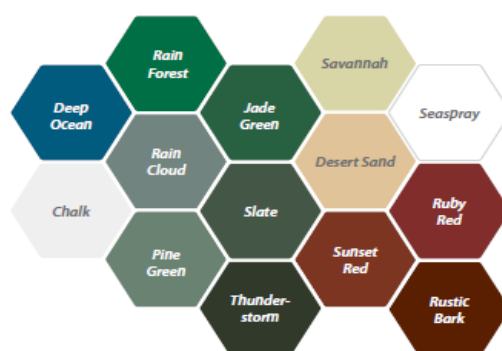 Rain
Forest
Savannah
Deep
Ocean
Jade
Green
Seaspray
Rain
Cloud
Desert Sand
Chalk
Slate
Ruby
Red
Pine
Green
Sunset
Red
Thunder-
storm
Rustic
Bark